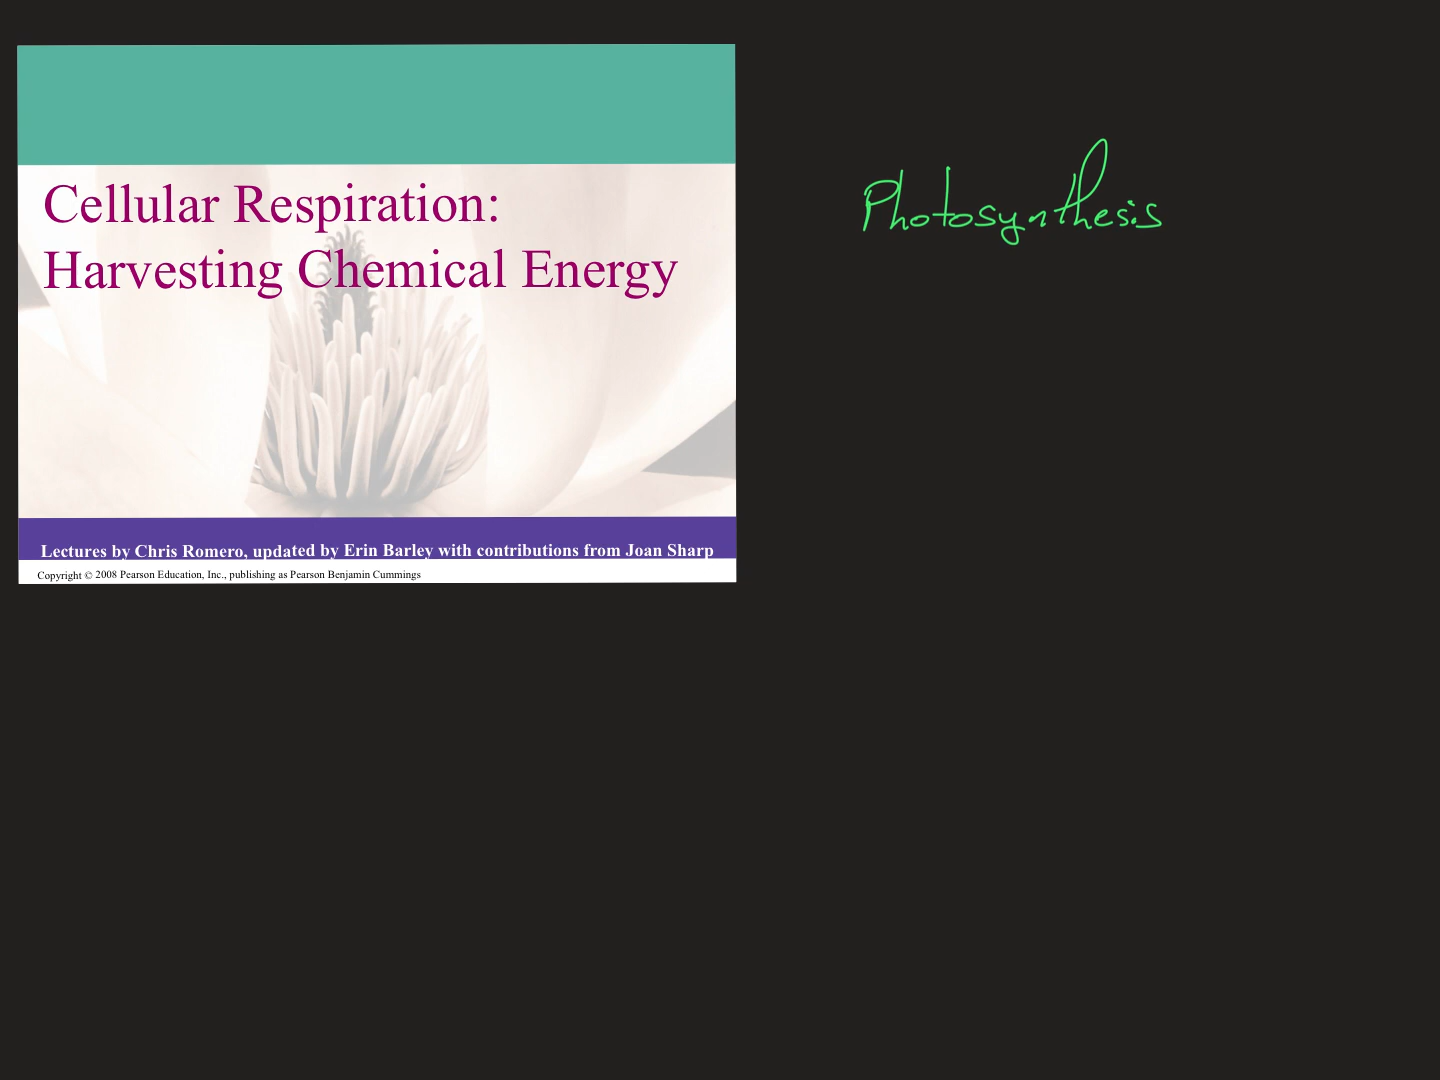 Cellular Respiration:
Harvesting Chemical Energy
Lectures by Chris Romero, updated by Erin Barley with contributions from Joan Sharp
Copyright © 2008 Pearson Education, Inc., publishing as Pearson Benjamin Cummings
Photosynthesis